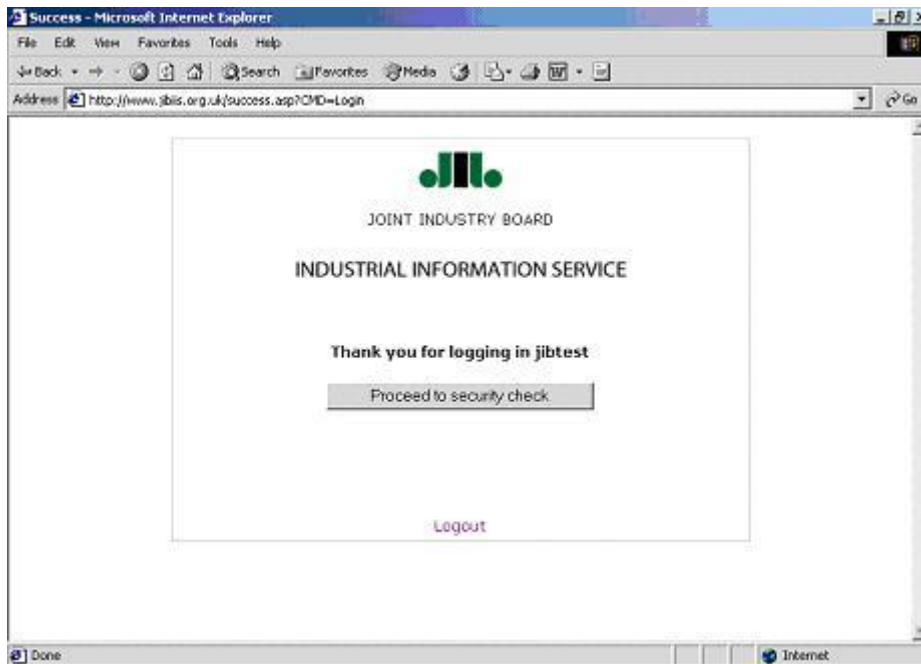 Success - Microsoft Internet Explorer
File Edit View Favorites Tools Help
Back Search Favorites Media
Address http://www.jibiis.org.uk/success.asp?CMD=Login Go
JIB
JOINT INDUSTRY BOARD
INDUSTRIAL INFORMATION SERVICE
Thank you for logging in jibtest
Proceed to security check
Logout
Done Internet